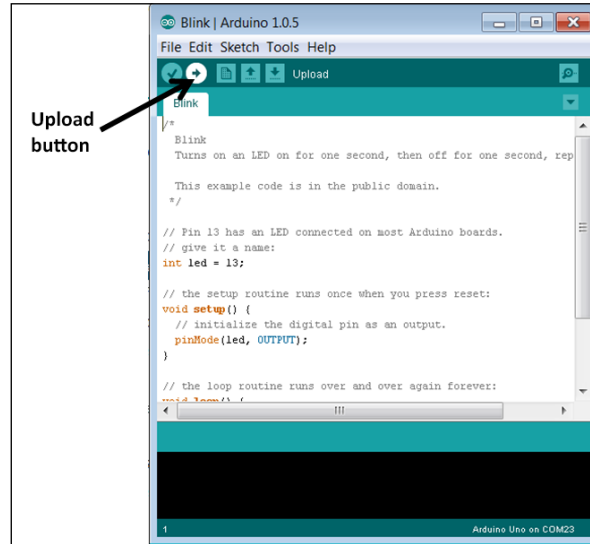 Blink | Arduino 1.0.5
File Edit Sketch Tools Help
Upload
Blink
Upload
button
/*
Blink
Turns on an LED on for one second, then off for one second, rep
This example code is in the public domain.
*/
// Pin 13 has an LED connected on most Arduino boards.
// give it a name:
int led = 13;
// the setup routine runs once when you press reset:
void setup() {
// initialize the digital pin as an output.
pinMode(led, OUTPUT);
}
// the loop routine runs over and over again forever:
void loop() {
1
Arduino Uno on COM23